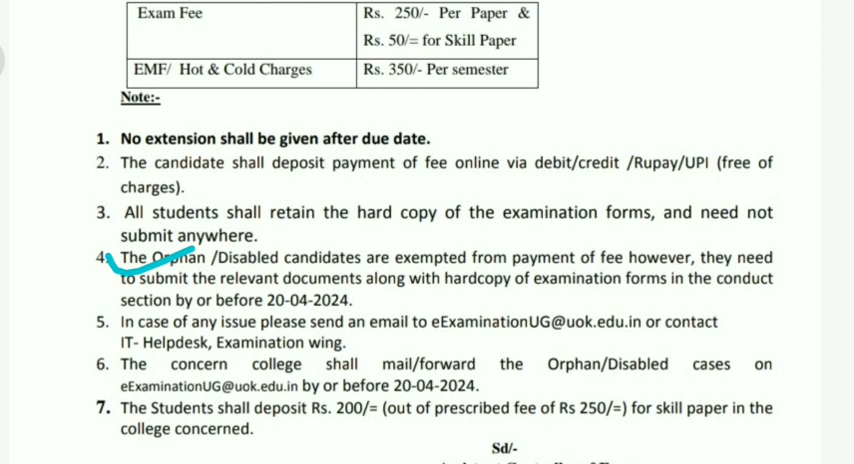 Exam Fee Rs. 250/- Per Paper &
Rs. 50/= for Skill Paper
EMF/ Hot & Cold Charges Rs. 350/- Per semester
Note:-
1. No extension shall be given after due date.
2. The candidate shall deposit payment of fee online via debit/credit /Rupay/UPI (free of
charges).
3. All students shall retain the hard copy of the examination forms, and need not
submit anywhere.
4. The Orphan /Disabled candidates are exempted from payment of fee however, they need
to submit the relevant documents along with hardcopy of examination forms in the conduct
section by or before 20-04-2024.
5. In case of any issue please send an email to eExaminationUG@uok.edu.in or contact
IT- Helpdesk, Examination wing.
6. The concern college shall mail/forward the Orphan/Disabled cases on
eExaminationUG@uok.edu.in by or before 20-04-2024.
7. The Students shall deposit Rs. 200/= (out of prescribed fee of Rs 250/=) for skill paper in the
college concerned.
Sd/-